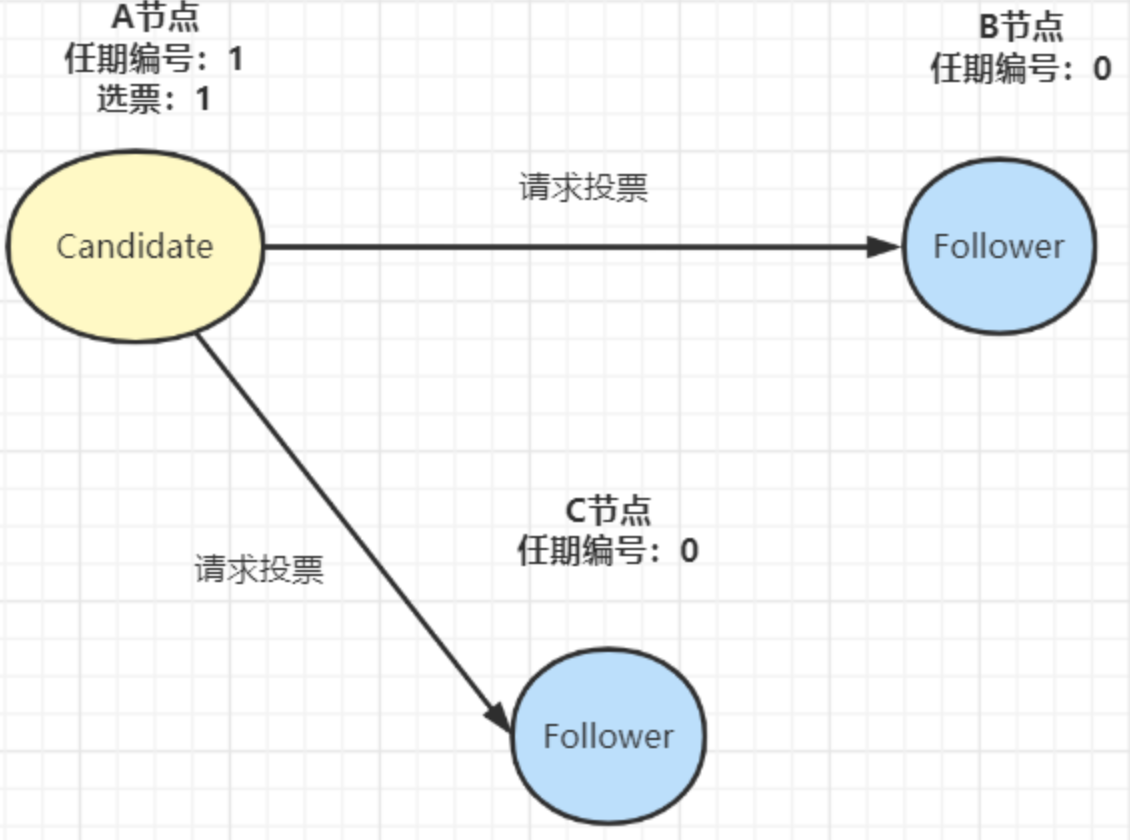 A节点
任期编号：1
选票：1
B节点
任期编号：0
请求投票
Candidate
Follower
C节点
任期编号：0
请求投票
Follower